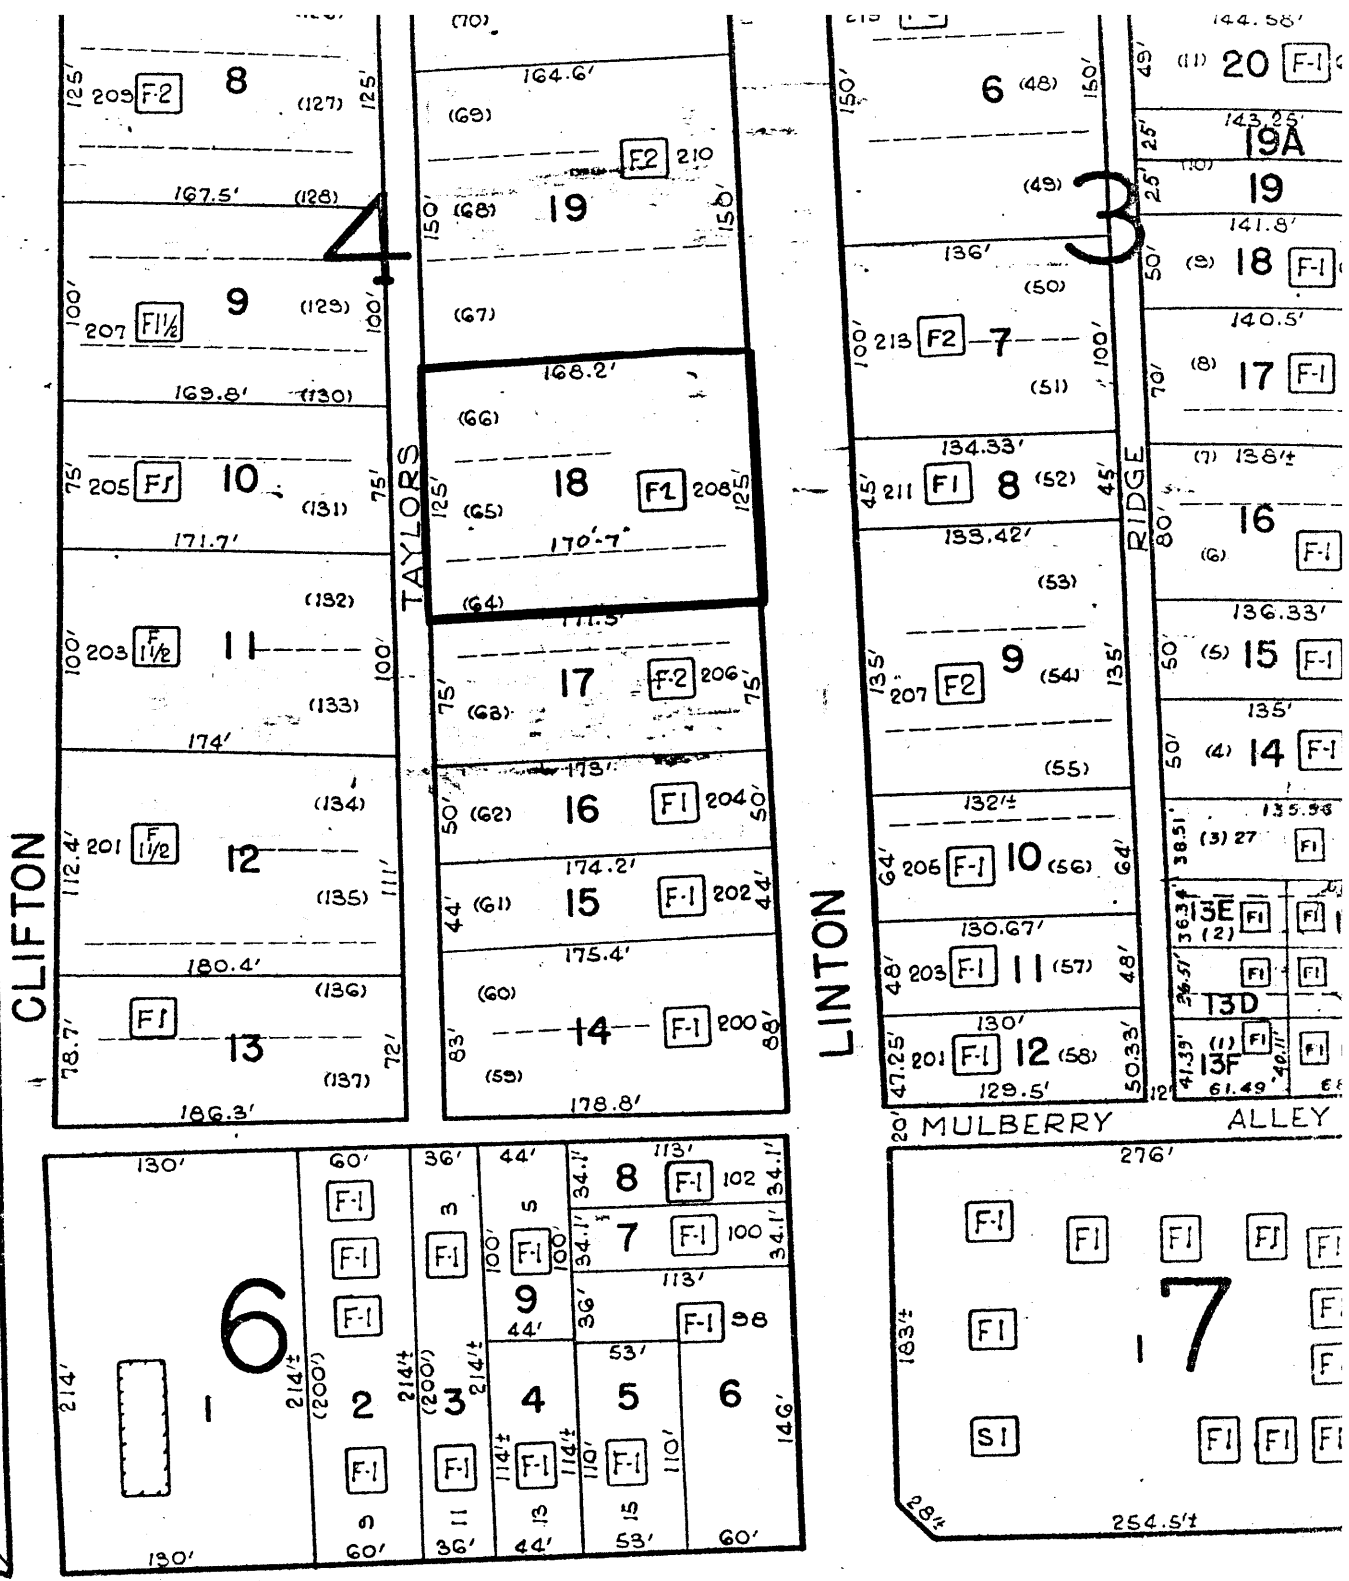 (70)
213
144.58'
125'
209 F-2
8
(127)
125'
164.6'
(69)
F2 210
150'
6 (48)
150'
49'
(11) 20 F-1
143.25'
25'
19A
(10)
167.5' (128)
4
150'
(68) 19
150'
(49)
3
25'
19
141.8'
50'
(9) 18 F-1
136'
100'
207 F1½
9
(129)
100'
(67)
(50)
100'
213 F2
7
100'
(51)
140.5'
70'
(8) 17 F-1
168.2'
169.8' (130)
(66)
134.33'
(7) 138'±
75'
205 F1
10
(131)
75'
TAYLORS
125'
18
F1 208
125'
(65)
170'-7"
45'
211 F1 8 (52)
45'
RIDGE
80'
16
(6)
F-1
171.7'
133.42'
(132)
(64)
171.5'
(53)
136.33'
100'
203 F 1½
11
100'
(133)
75'
17
F-2 206
75'
(63)
135'
207 F2
9 (54)
135'
50'
(5) 15 F-1
135'
174'
173'
(55)
50'
(4) 14 F-1
(134)
50'
(62) 16 F1 204
50'
132'±
135.96
38.51'
(3) 27 F1
CLIFTON
112.4'
201 F 1½
12
111'
(135)
174.2'
44'
(61) 15 F-1 202
44'
LINTON
64'
205 F-1 10 (56)
64'
36.34'
13E F1
(2)
F1
130.67'
180.4'
175.4'
48'
203 F-1 11 (57)
48'
36.51'
F1
F1
13D
(136)
F1
13
78.7'
(137)
72'
(60)
83'
14 F-1 200
88'
(59)
130'
47.25'
201 F-1 12 (58)
50.33'
129.5'
41.39'
(1) F1
13F
40.11'
F1
61.49'
12'
186.3'
178.8'
20'
MULBERRY ALLEY
130' 60' 36' 44' 113'
276'
F-1
3
5
34.1'
8 F-1 102
34.1'
F-1
F-1
100'
F-1
100'
34.1'
7 F-1 100
34.1'
F-1
F1
F1
F1
F1
9
44'
113'
36'
F-1 98
6
F-1
53'
183'±
F1
1
7
214'
1
214'±
(200')
2
214'±
(200')
3
214'±
4
5
6
146'
F-1
F-1
114'±
F-1
114'±
110'
F-1
110'
S1
F1
F1
F1
9
11
13
15
28'±
254.5'±
130' 60' 36' 44' 53' 60'